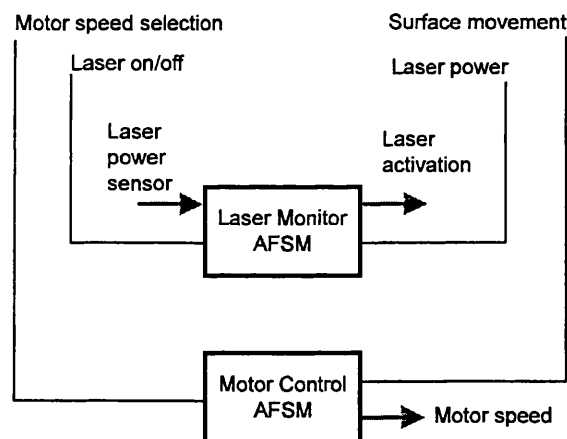 Motor speed selection
Surface movement
Laser on/off
Laser power
Laser
power
sensor
Laser
activation
Laser Monitor
AFSM
Motor Control
AFSM
Motor speed